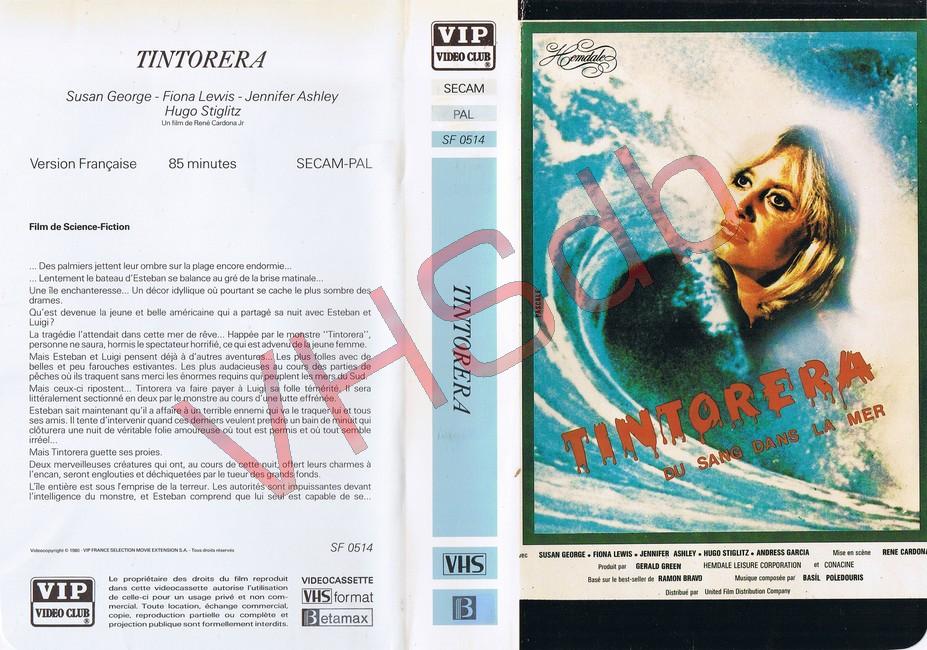 TINTORERA
Susan George - Fiona Lewis - Jennifer Ashley
Hugo Stiglitz
Un film de René Cardona Jr
Version Française 85 minutes SECAM-PAL
Film de Science-Fiction
... Des palmiers jettent leur ombre sur la plage encore endormie...
... Lentement le bateau d'Esteban se balance au gré de la brise matinale...
Une île enchanteresse... Un décor idyllique où pourtant se cache le plus sombre des
drames.
Qu'est devenue la jeune et belle américaine qui a partagé sa nuit avec Esteban et
Luigi ?
La tragédie l'attendait dans cette mer de rêve... Happée par le monstre "Tintorera",
personne ne saura, hormis le spectateur horrifié, ce qui est advenu de la jeune femme.
Mais Esteban et Luigi pensent déjà à d'autres aventures... Les plus folles avec de
belles et peu farouches estivantes. Les plus audacieuses au cours des parties de
pêches où ils traquent sans merci les énormes requins qui peuplent les mers du Sud.
Mais ceux-ci ripostent... Tintorera va faire payer à Luigi sa folle témérité, il sera
littéralement sectionné en deux par le monstre au cours d'une lutte effrénée.
Esteban sait maintenant qu'il a affaire à un terrible ennemi qui le traque lui et tous
ses amis. Il tente d'intervenir quand ces derniers veulent prendre un bain de minuit qui
clôturera une nuit de véritable folie amoureuse où tout est permis et où tout semble
irréel...
Mais Tintorera guette ses proies.
Deux merveilleuses créatures qui ont, au cours de cette nuit, offert leurs charmes à
l'encan, seront englouties et déchiquetées par le tueur des grands fonds.
L'île entière est sous l'emprise de la terreur. Les autorités sont impuissantes devant
l'intelligence du monstre, et Esteban comprend que lui seul est capable de se...
Videocopyright © 1980 - VIP FRANCE SELECTION MOVIE EXTENSION S.A. - Tous droits réservés
SF 0514
VIP
VIDEO CLUB
Le propriétaire des droits du film reproduit
dans cette videocassette autorise l'utilisation
de celle-ci pour un usage privé et non com-
mercial. Toute location, échange commercial,
copie, reproduction partielle ou complète et
projection publique sont formellement interdits.
VIDEOCASSETTE
VHS format
Betamax
VIP
VIDEO CLUB
SECAM
PAL
SF 0514
TINTORERA
VHS
B
Hemdale
PASCALE
TINTORERA
DU SANG DANS LA MER
SUSAN GEORGE • FIONA LEWIS • JENNIFER ASHLEY • HUGO STIGLITZ • ANDRESS GARCIA Mise en scène RENE CARDONA
Produit par GERALD GREEN HEMDALE LEISURE CORPORATION et CONACINE
Basé sur le best-seller de RAMON BRAVO Musique composée par BASIL POLEDOURIS
Distribué par United Film Distribution Company
VHSdb